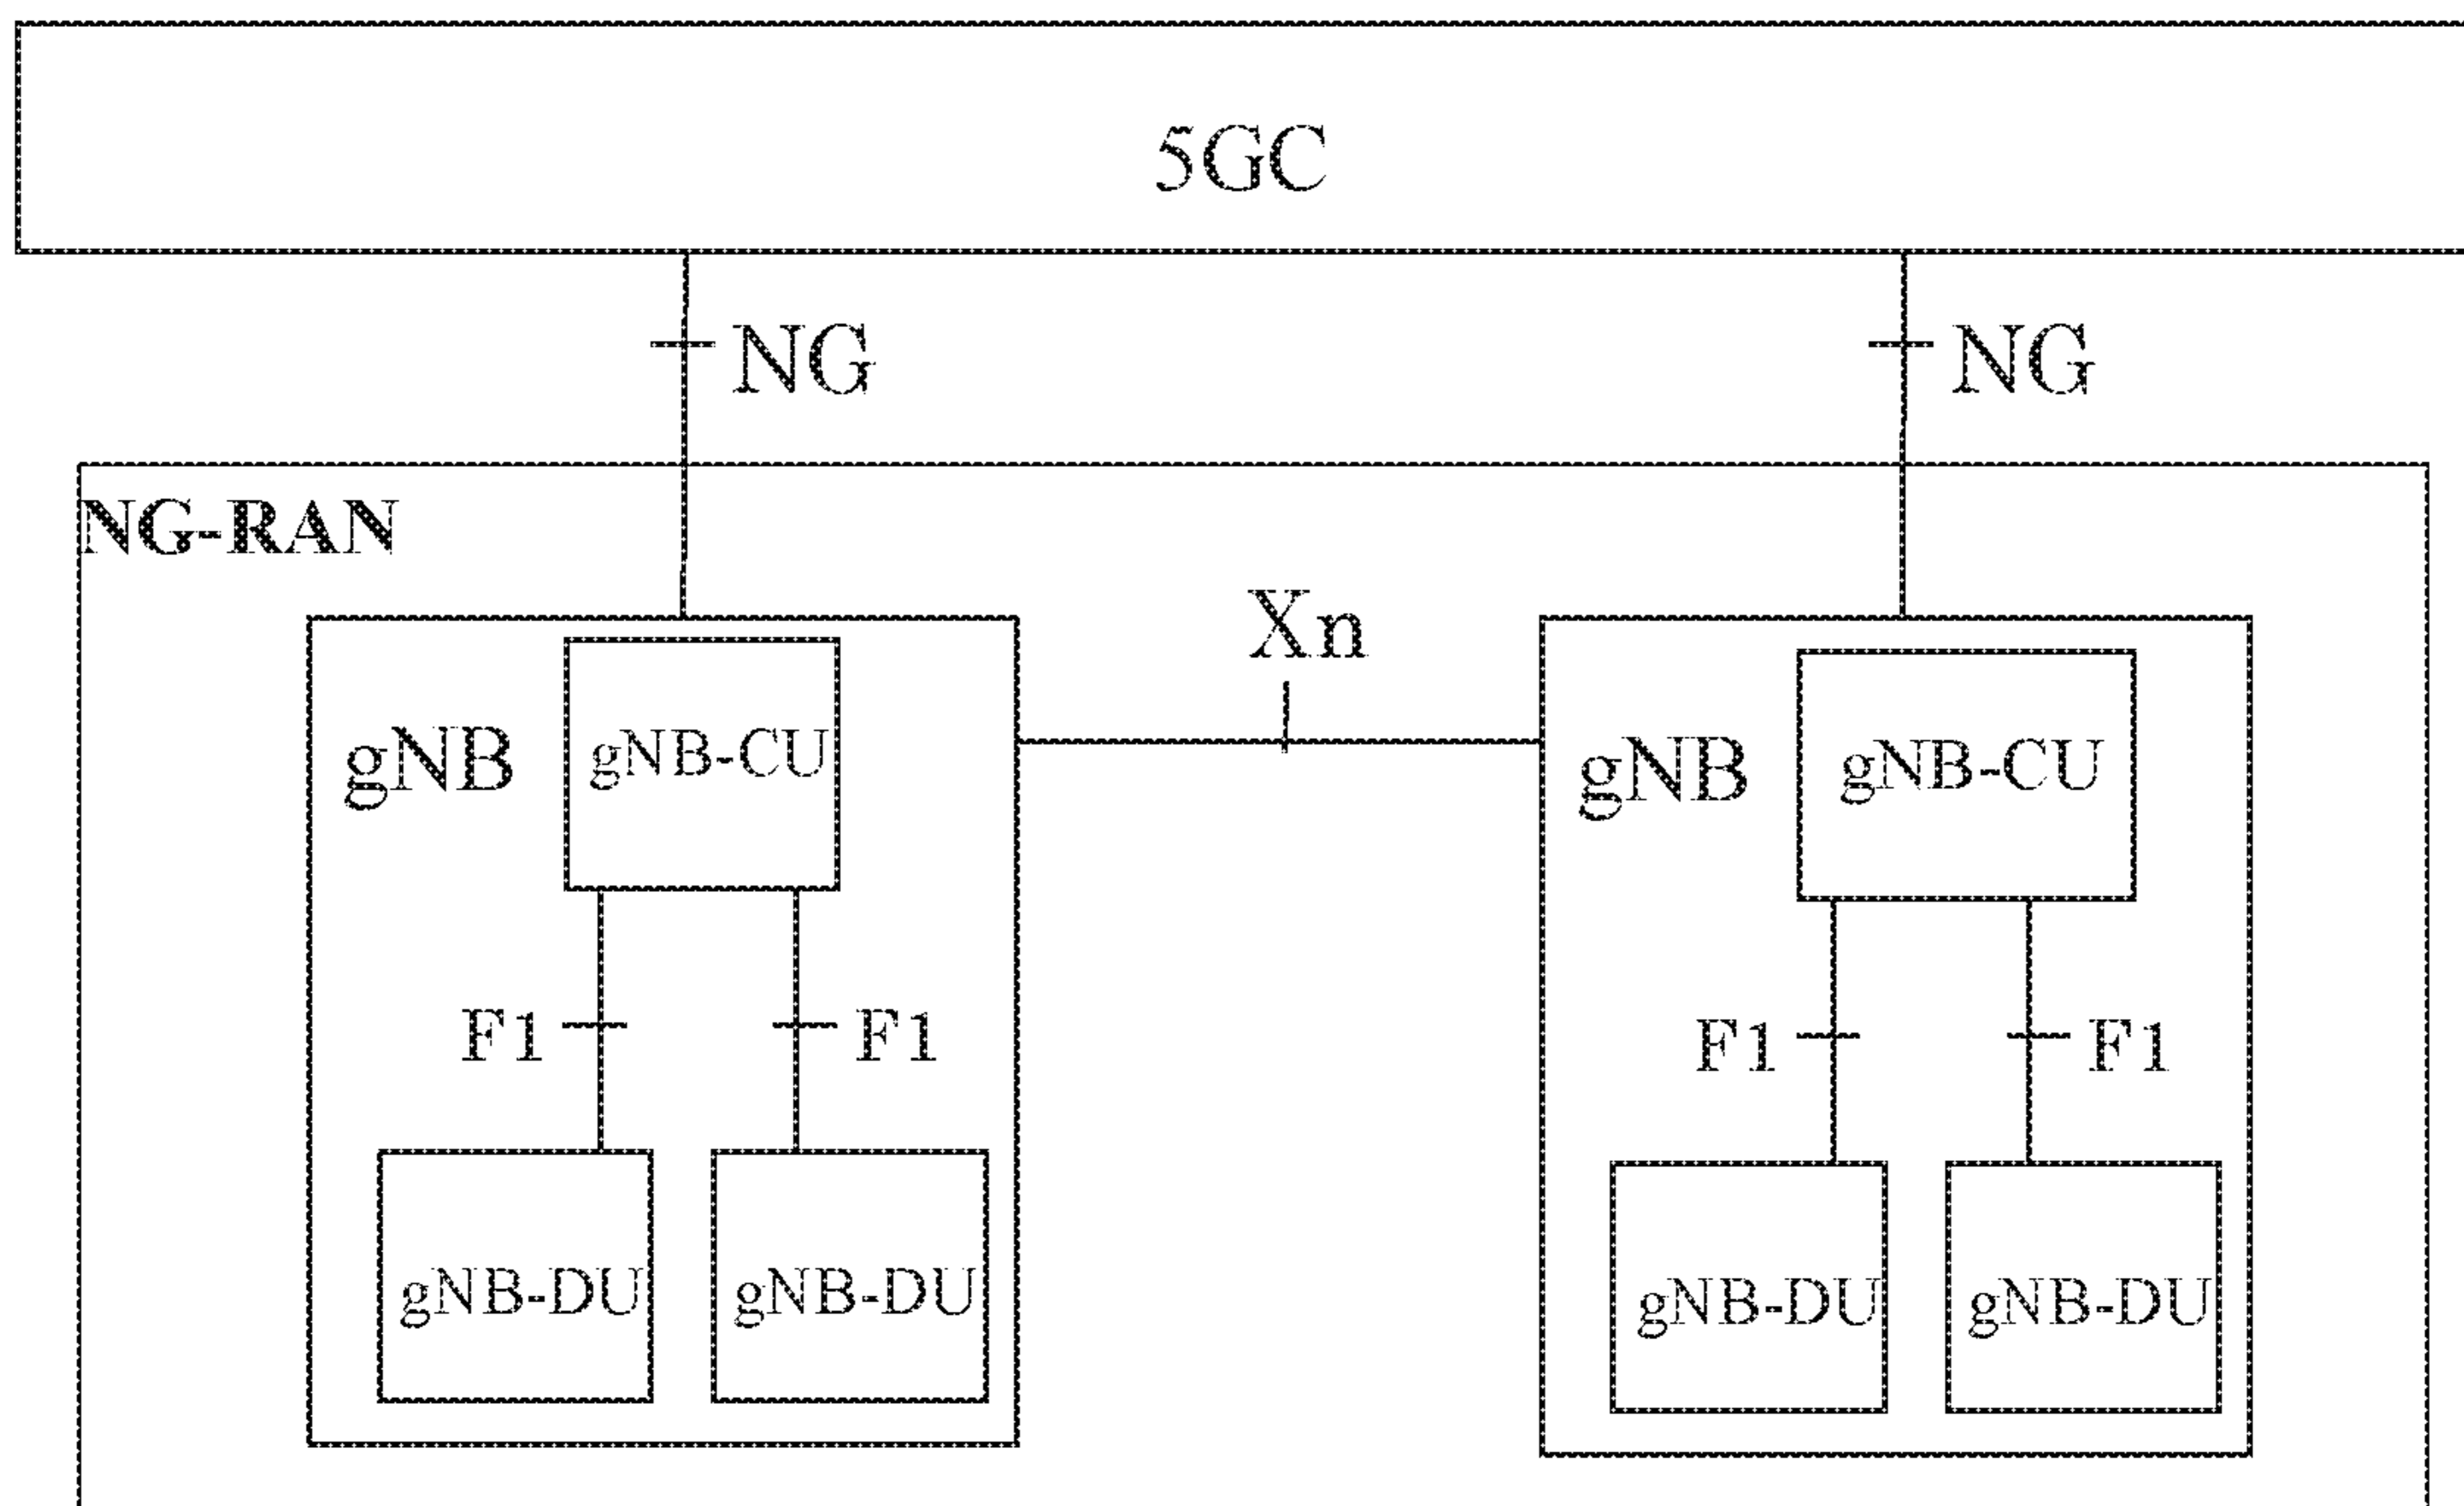 5GC
NG
NG
NG-RAN
Xn
gNB
gNB-CU
gNB
gNB-CU
F1
F1
F1
F1
gNB-DU
gNB-DU
gNB-DU
gNB-DU